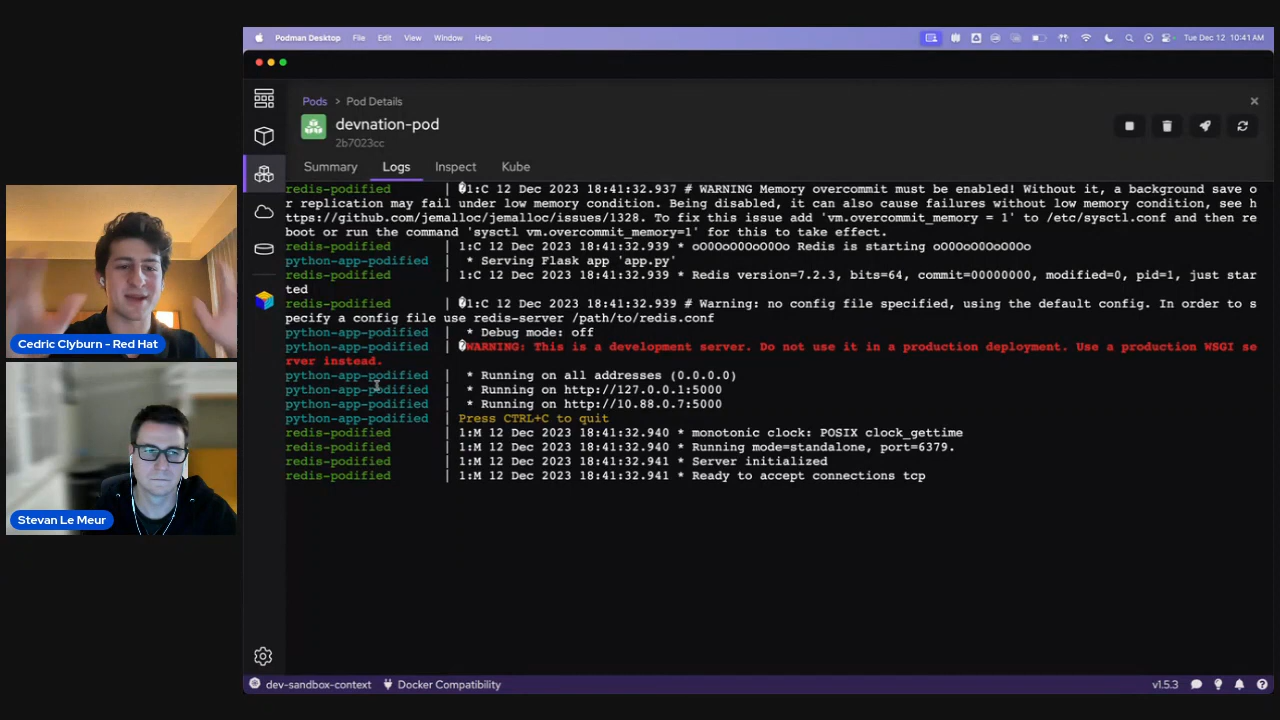 Podman Desktop File Edit View Window Help
Tue Dec 12 10:41 AM
Pods > Pod Details
devnation-pod
2b7023cc
Summary Logs Inspect Kube
redis-podified | �1:C 12 Dec 2023 18:41:32.937 # WARNING Memory overcommit must be enabled! Without it, a background save o
r replication may fail under low memory condition. Being disabled, it can also cause failures without low memory condition, see h
ttps://github.com/jemalloc/jemalloc/issues/1328. To fix this issue add 'vm.overcommit_memory = 1' to /etc/sysctl.conf and then re
boot or run the command 'sysctl vm.overcommit_memory=1' for this to take effect.
redis-podified | 1:C 12 Dec 2023 18:41:32.939 * oO0OoO0OoO0Oo Redis is starting oO0OoO0OoO0Oo
python-app-podified | * Serving Flask app 'app.py'
redis-podified | 1:C 12 Dec 2023 18:41:32.939 * Redis version=7.2.3, bits=64, commit=00000000, modified=0, pid=1, just star
ted
redis-podified | �1:C 12 Dec 2023 18:41:32.939 # Warning: no config file specified, using the default config. In order to s
pecify a config file use redis-server /path/to/redis.conf
python-app-podified | * Debug mode: off
python-app-podified | �WARNING: This is a development server. Do not use it in a production deployment. Use a production WSGI se
rver instead.
python-app-podified | * Running on all addresses (0.0.0.0)
python-app-podified | * Running on http://127.0.0.1:5000
python-app-podified | * Running on http://10.88.0.7:5000
python-app-podified | Press CTRL+C to quit
redis-podified | 1:M 12 Dec 2023 18:41:32.940 * monotonic clock: POSIX clock_gettime
redis-podified | 1:M 12 Dec 2023 18:41:32.940 * Running mode=standalone, port=6379.
redis-podified | 1:M 12 Dec 2023 18:41:32.941 * Server initialized
redis-podified | 1:M 12 Dec 2023 18:41:32.941 * Ready to accept connections tcp
Cedric Clyburn - Red Hat
Stevan Le Meur
dev-sandbox-context Docker Compatibility
v1.5.3